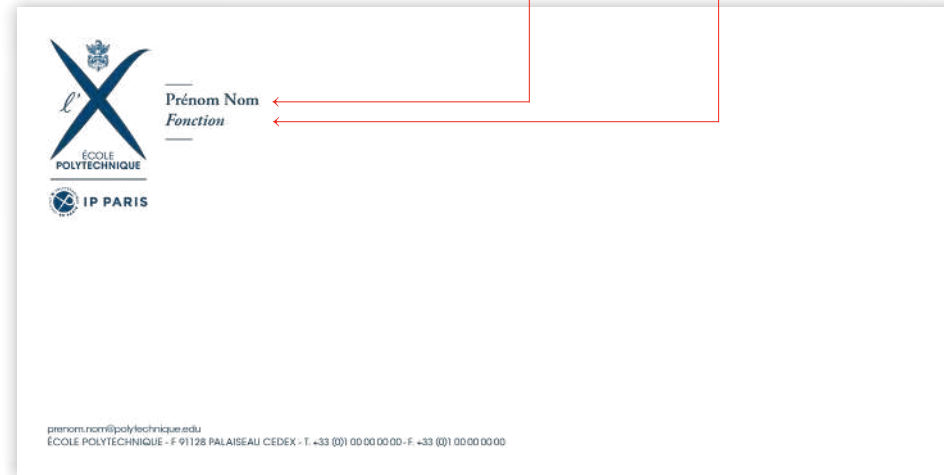 l'X
ÉCOLE
POLYTECHNIQUE
IP PARIS
Prénom Nom
Fonction
prenom.nom@polytechnique.edu
ÉCOLE POLYTECHNIQUE - F 91128 PALAISEAU CEDEX - T. +33 (0)1 00 00 00 00 - F. +33 (0)1 00 00 00 00